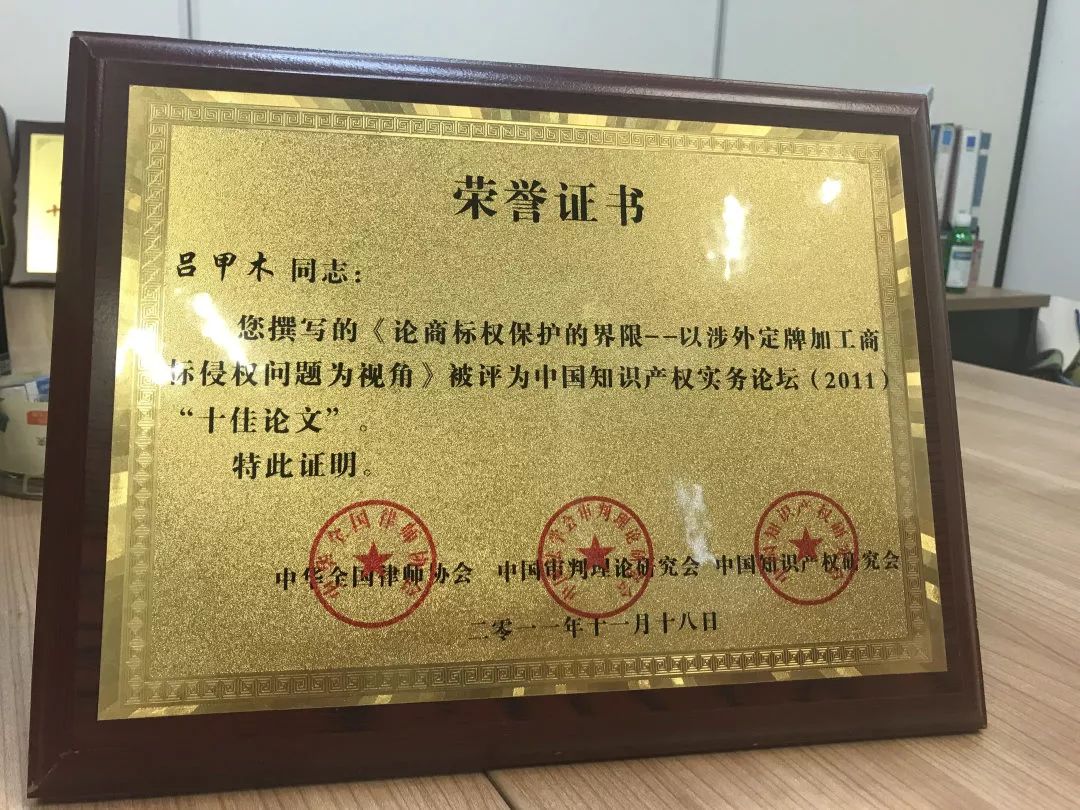 荣誉证书
吕甲木 同志：
您撰写的《论商标权保护的界限--以涉外定牌加工商
标侵权问题为视角》被评为中国知识产权实务论坛（2011）
“十佳论文”。
特此证明。
中华全国律师协会 中国审判理论研究会 中国知识产权研究会
二零一一年十一月十八日